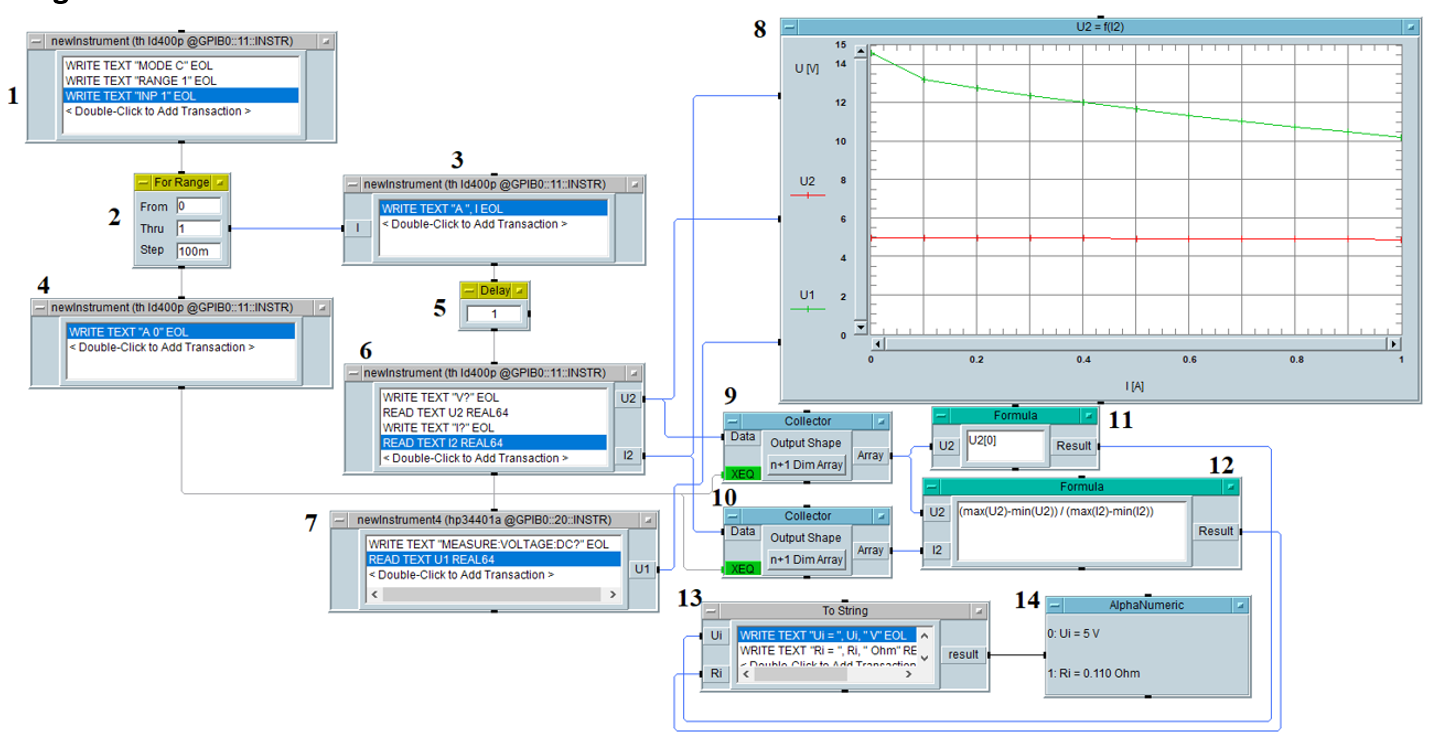 1
newInstrument (th ld400p @GPIB0::11::INSTR)
WRITE TEXT "MODE C" EOL
WRITE TEXT "RANGE 1" EOL
WRITE TEXT "INP 1" EOL
< Double-Click to Add Transaction >
2
For Range
From 0
Thru 1
Step 100m
3
newInstrument (th ld400p @GPIB0::11::INSTR)
I
WRITE TEXT "A ", I EOL
< Double-Click to Add Transaction >
4
newInstrument (th ld400p @GPIB0::11::INSTR)
WRITE TEXT "A 0" EOL
< Double-Click to Add Transaction >
5
Delay
1
6
newInstrument (th ld400p @GPIB0::11::INSTR)
WRITE TEXT "V?" EOL
READ TEXT U2 REAL64
WRITE TEXT "I?" EOL
READ TEXT I2 REAL64
< Double-Click to Add Transaction >
U2
I2
7
newInstrument4 (hp34401a @GPIB0::20::INSTR)
WRITE TEXT "MEASURE:VOLTAGE:DC?" EOL
READ TEXT U1 REAL64
< Double-Click to Add Transaction >
U1
8
U2 = f(I2)
U [V]
U2
U1
15
14
12
10
8
6
4
2
0
0 0.2 0.4 0.6 0.8 1
I [A]
9
Collector
Data
XEQ
Output Shape
n+1 Dim Array
Array
10
Collector
Data
XEQ
Output Shape
n+1 Dim Array
Array
11
Formula
U2
U2[0]
Result
12
Formula
U2
I2
(max(U2)-min(U2)) / (max(I2)-min(I2))
Result
13
To String
Ui
Ri
WRITE TEXT "Ui = ", Ui, " V" EOL
WRITE TEXT "Ri = ", Ri, " Ohm" RE
< Double-Click to Add Transaction
result
14
AlphaNumeric
0: Ui = 5 V
1: Ri = 0.110 Ohm